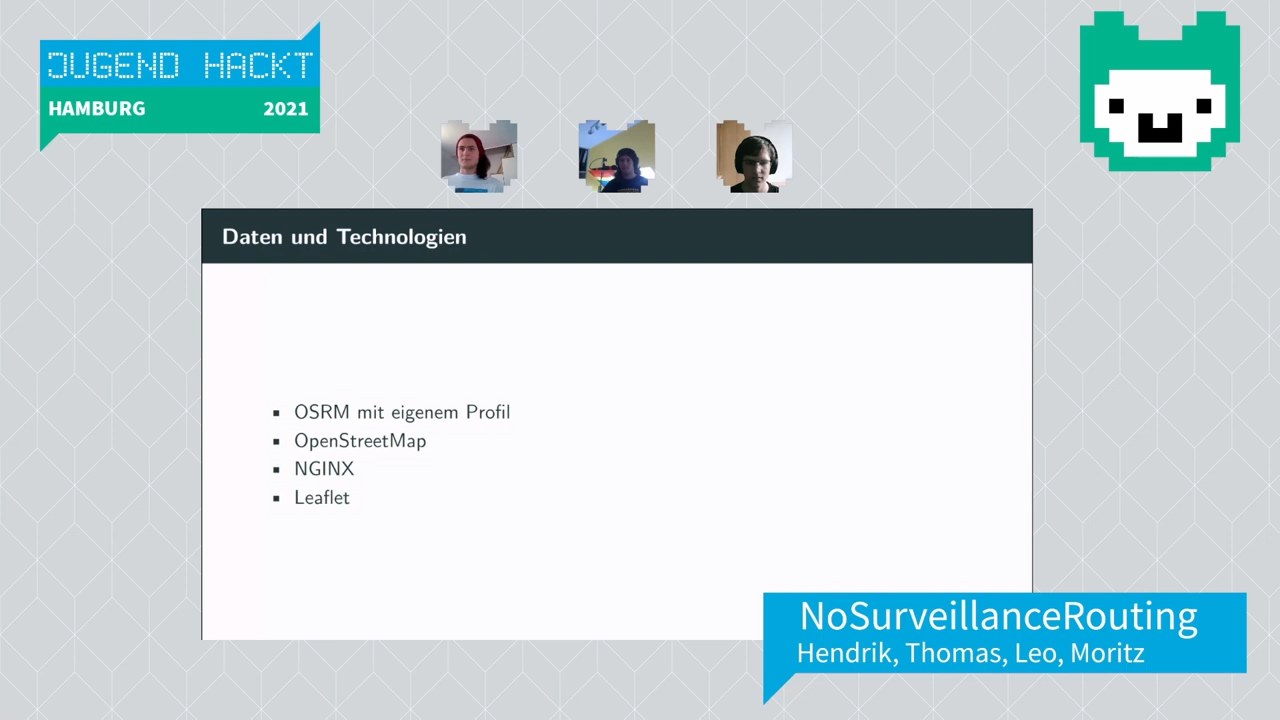 JUGEND HACKT
HAMBURG 2021
Daten und Technologien
OSRM mit eigenem Profil
OpenStreetMap
NGINX
Leaflet
NoSurveillanceRouting
Hendrik, Thomas, Leo, Moritz